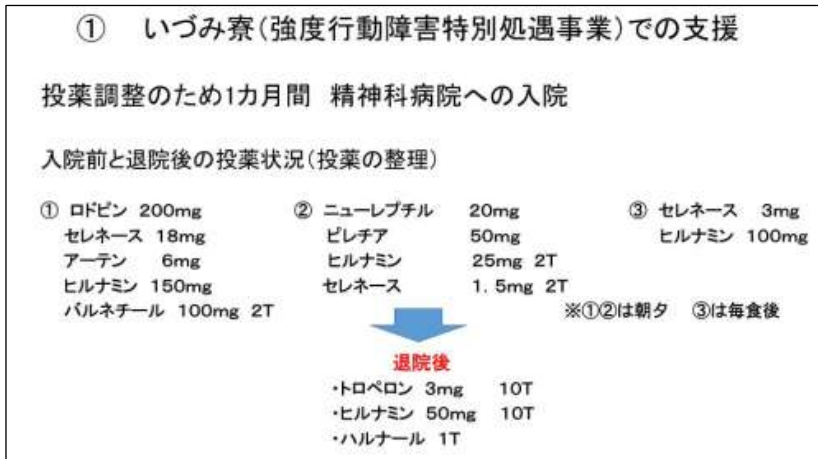 ① いづみ寮(強度行動障害特別処遇事業)での支援
投薬調整のため1カ月間 精神科病院への入院
入院前と退院後の投薬状況(投薬の整理)
① ロドピン 200mg
セレネース 18mg
アーテン 6mg
ヒルナミン 150mg
バルネチール 100mg 2T
② ニューレプチル 20mg
ピレチア 50mg
ヒルナミン 25mg 2T
セレネース 1.5mg 2T
③ セレネース 3mg
ヒルナミン 100mg
※①②は朝夕 ③は毎食後
退院後
・トロペロン 3mg 10T
・ヒルナミン 50mg 10T
・ハルナール 1T